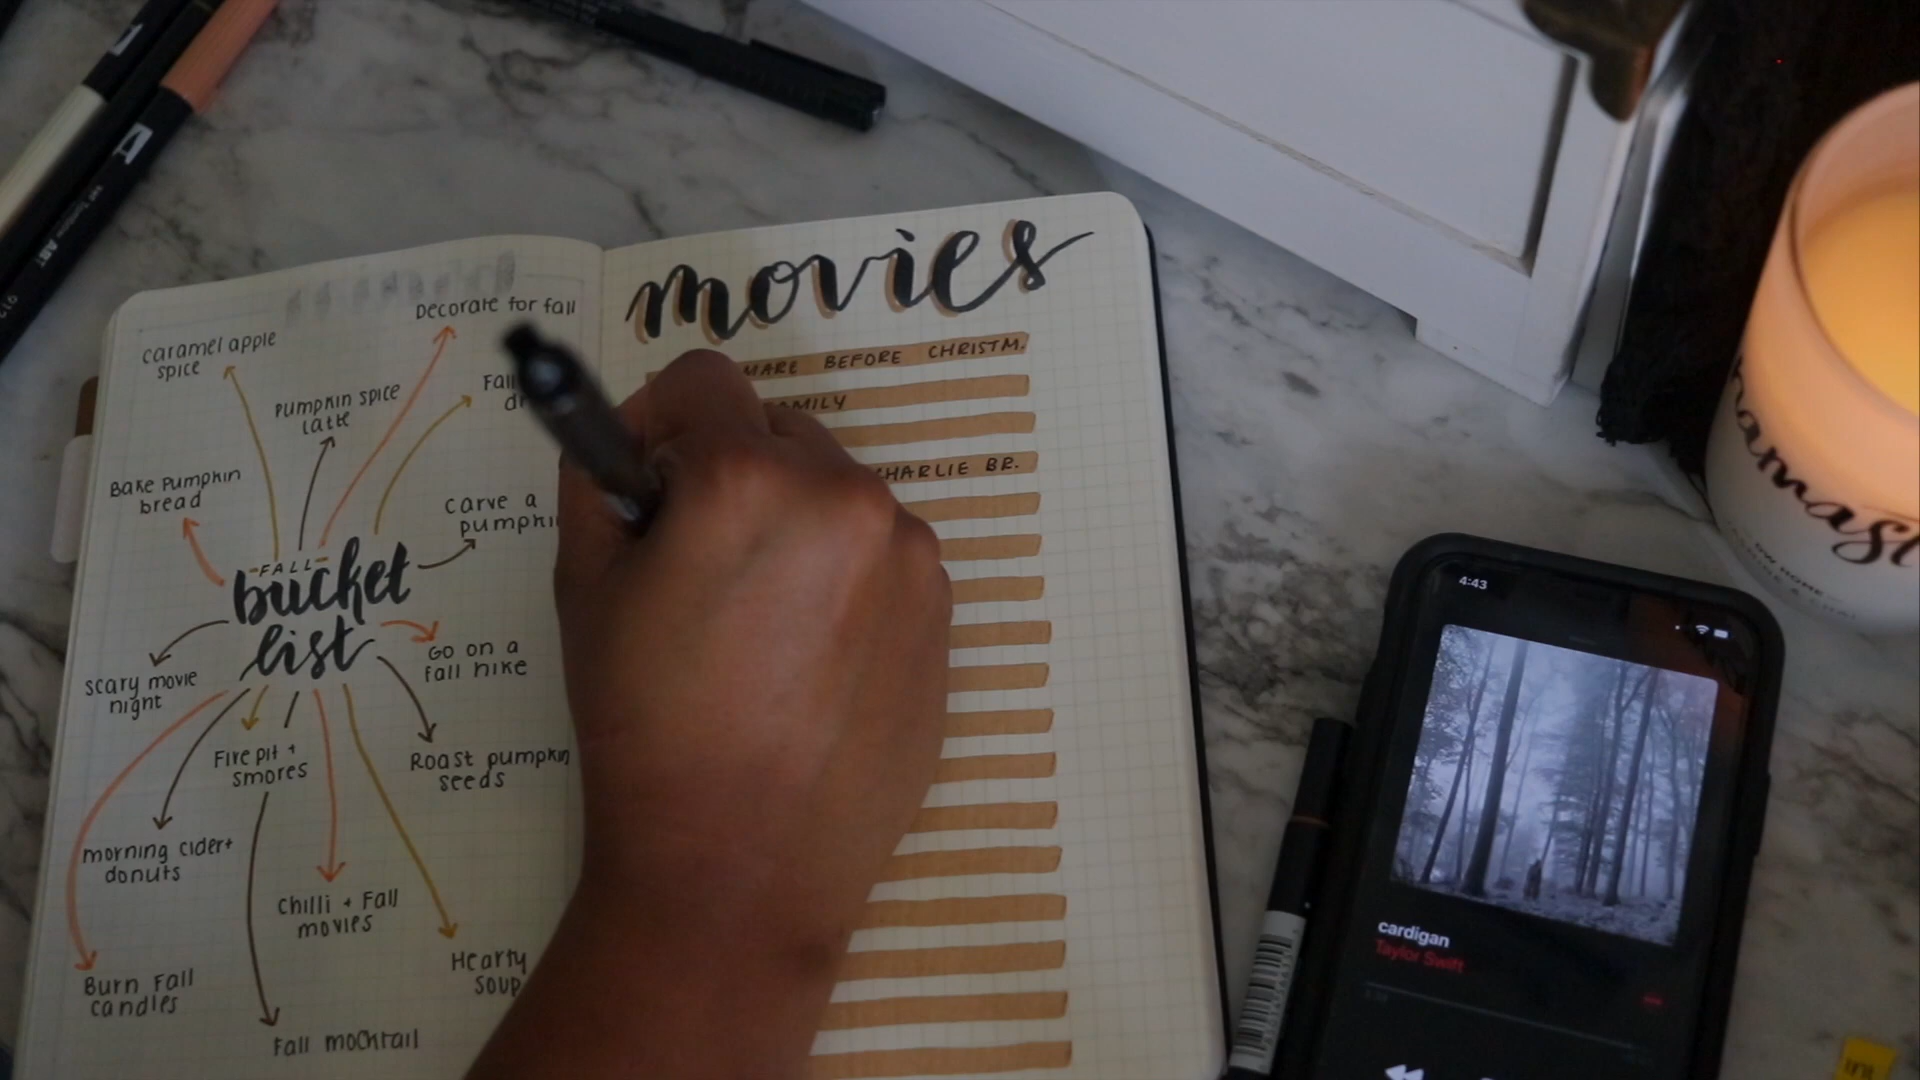 Decorate for fall
caramel apple
spice
Pumpkin spice
latte
Fall
Bake Pumpkin
bread
carve a
-FALL-
bucket
list
Go on a
fall hike
scary movie
night
Fire pit +
smores
Roast pumpkin
seeds
morning cider+
donuts
Chilli + Fall
movies
Hearty
soup
Burn Fall
candles
Fall mocktail
movies
BEFORE CHRISTM.
CHARLIE BR.
4:43
cardigan
Taylor Swift
ABT